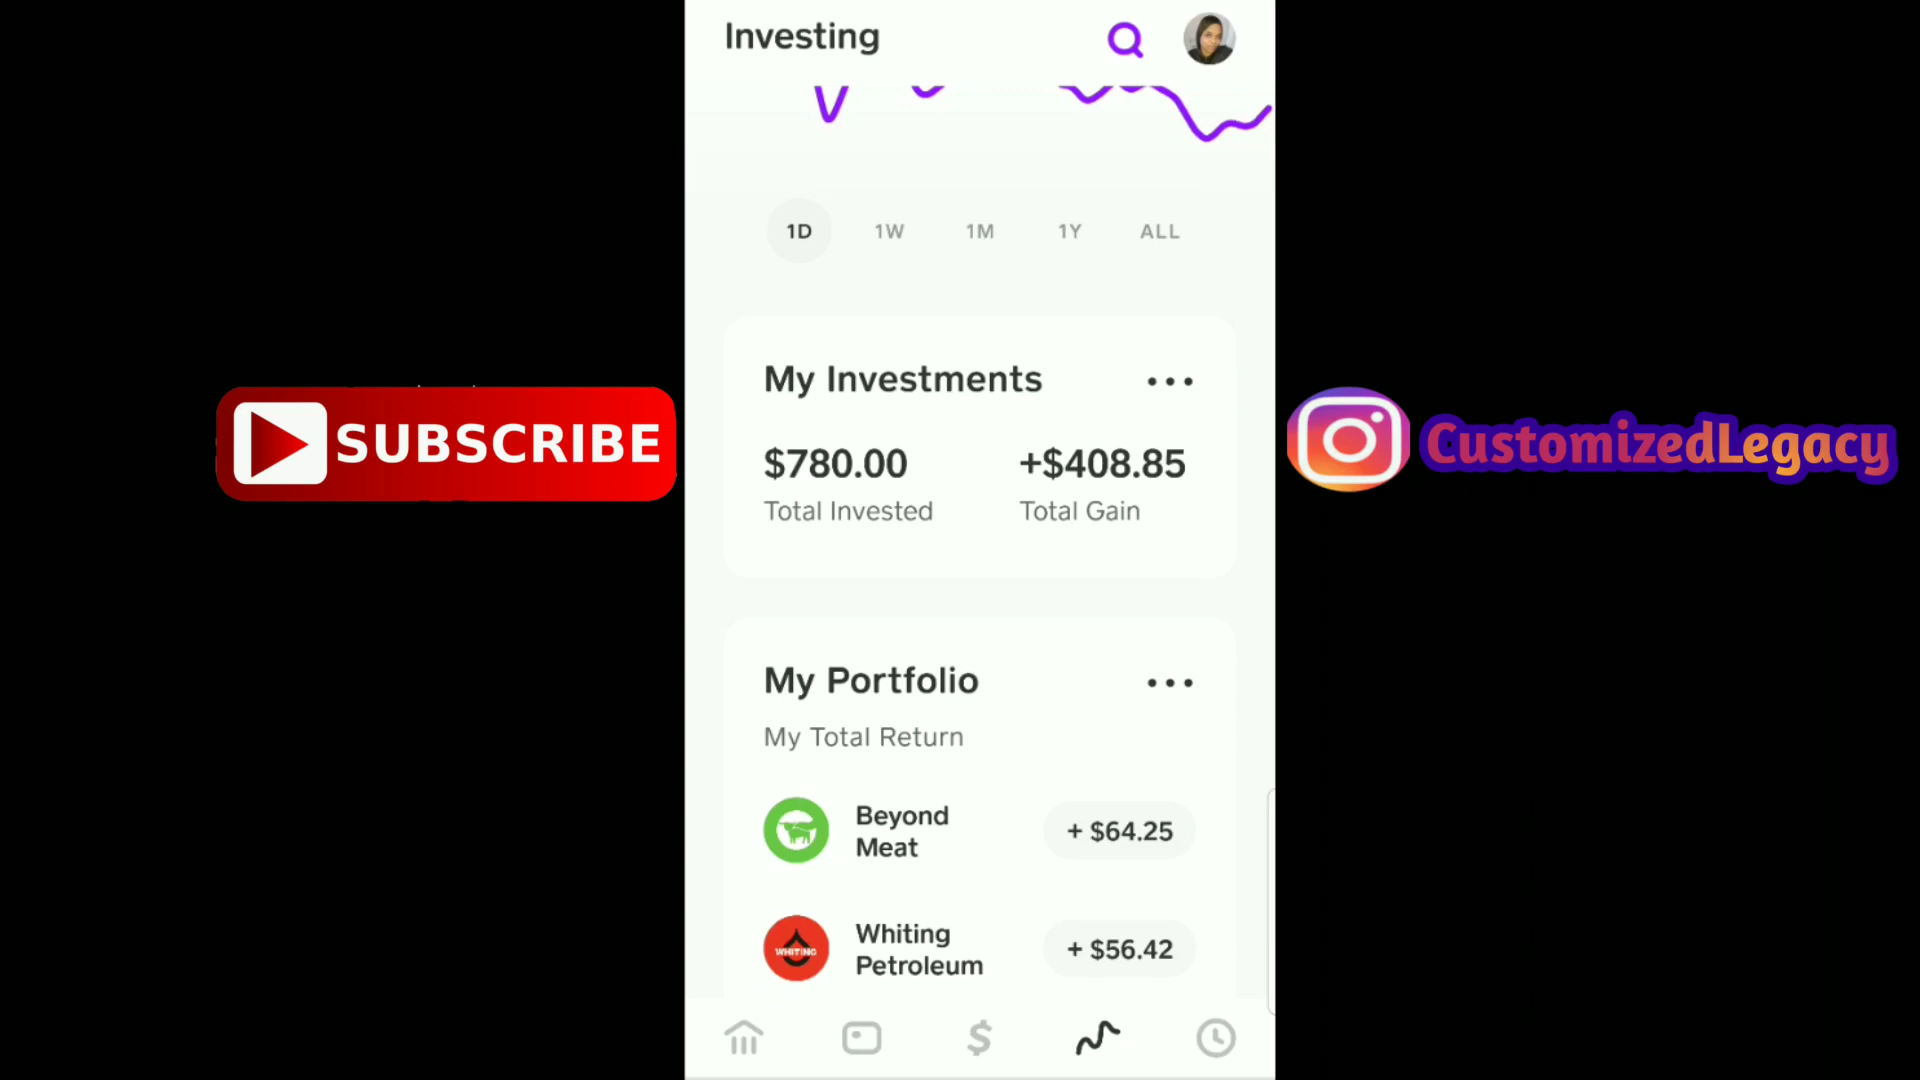 Investing
1D 1W 1M 1Y ALL
My Investments
$780.00 +$408.85
Total Invested Total Gain
SUBSCRIBE
CustomizedLegacy
My Portfolio
My Total Return
Beyond
Meat
+ $64.25
WHITING
Whiting
Petroleum
+ $56.42